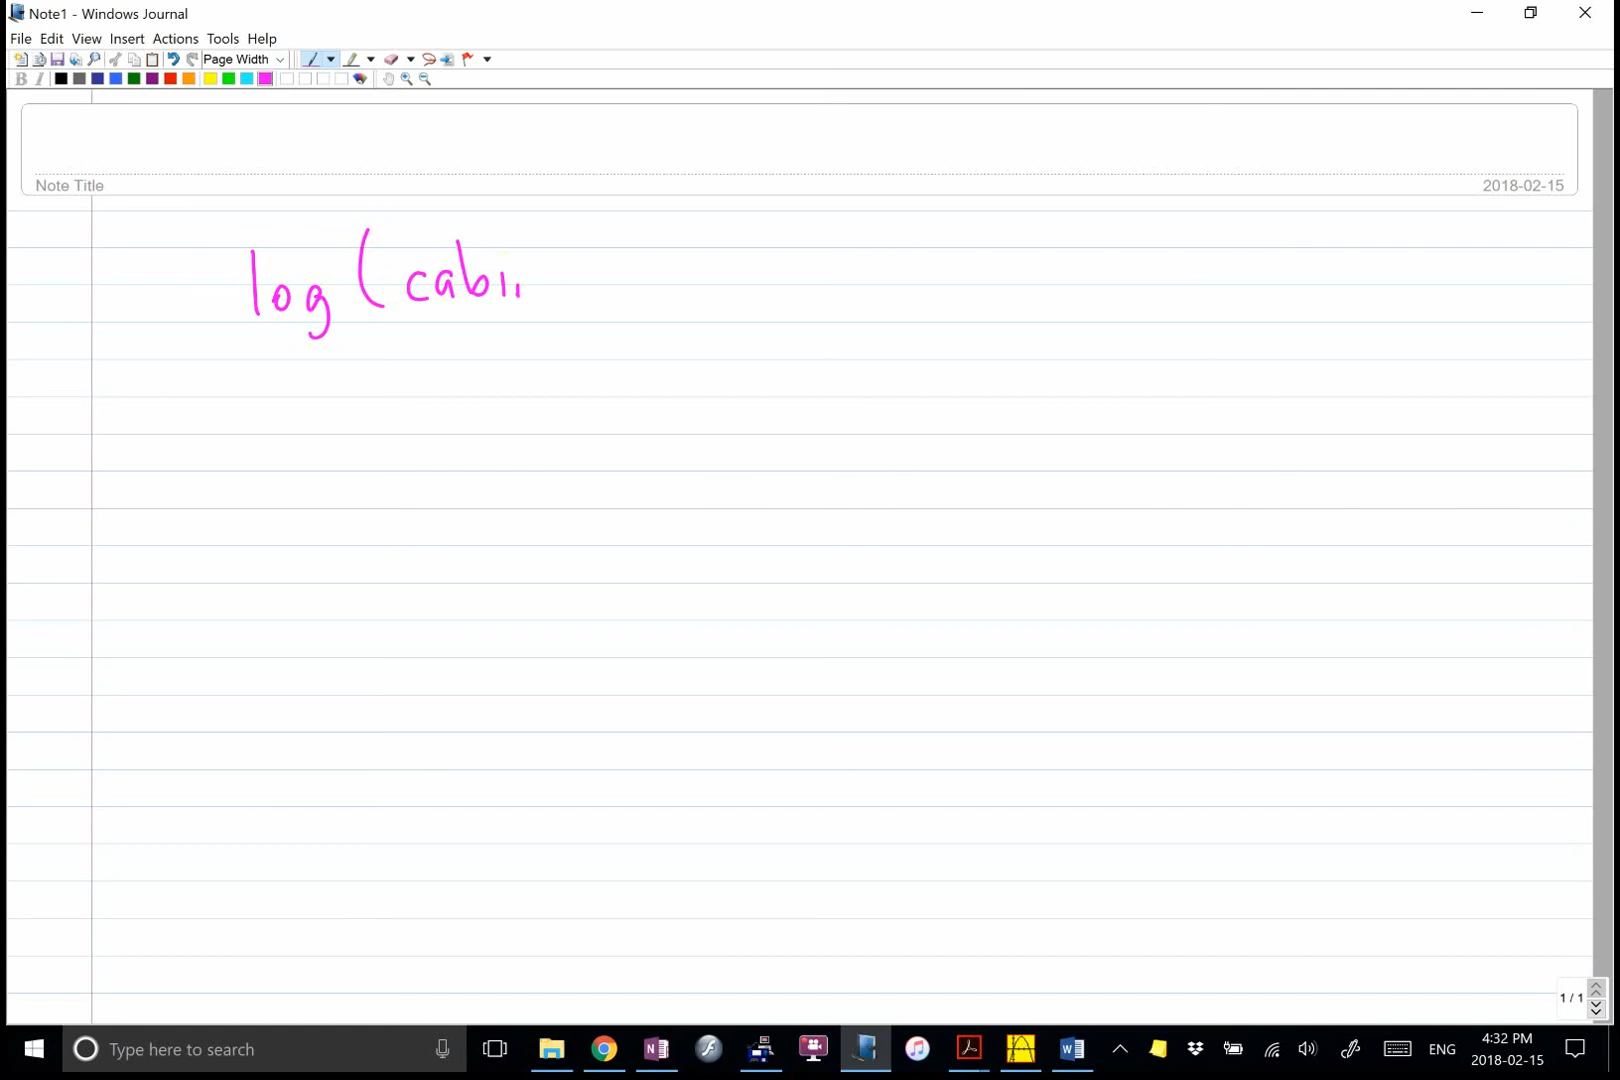 Note1 - Windows Journal
File Edit View Insert Actions Tools Help
Page Width
B I
Note Title
2018-02-15
log ( cabi
1 / 1
Type here to search
ENG
4:32 PM
2018-02-15